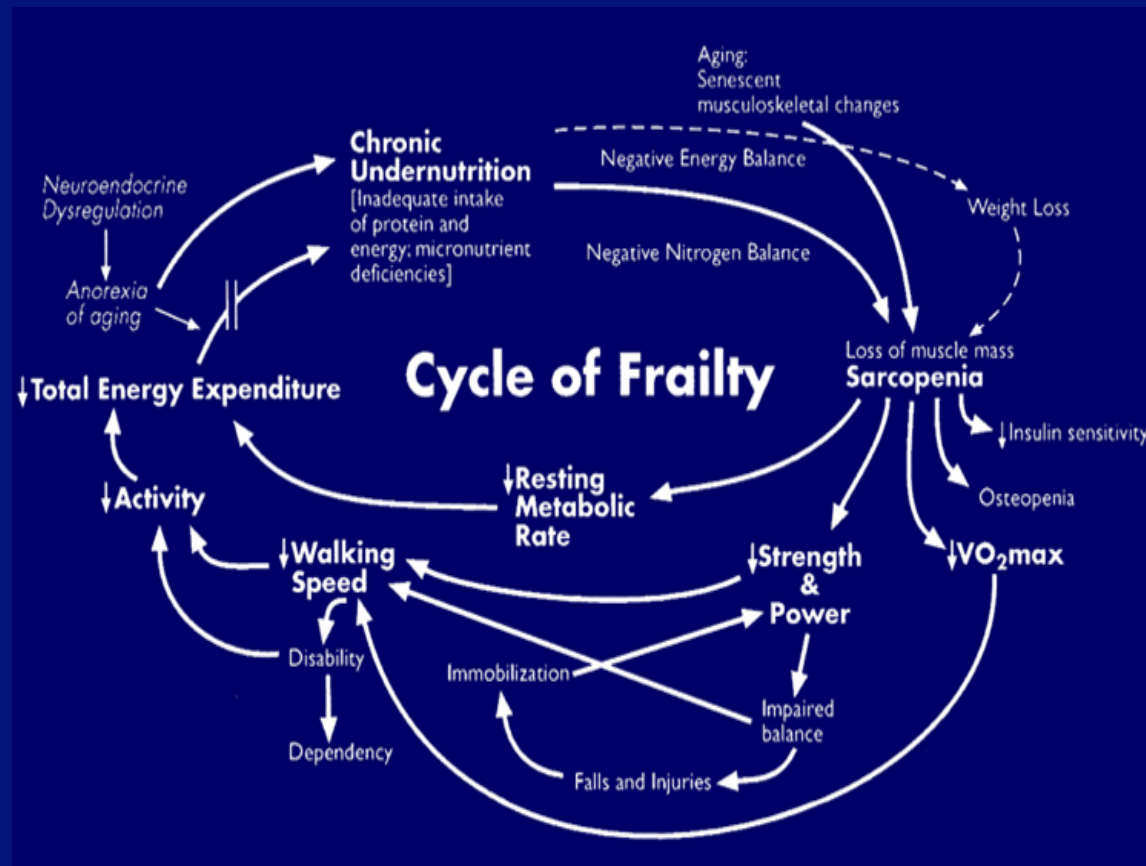 Aging:
Senescent
musculoskeletal changes
Chronic
Undernutrition
[Inadequate intake
of protein and
energy; micronutrient
deficiencies]
Negative Energy Balance
Neuroendocrine
Dysregulation
Weight Loss
Negative Nitrogen Balance
Anorexia
of aging
Cycle of Frailty
Loss of muscle mass
Sarcopenia
↓Total Energy Expenditure
↓Insulin sensitivity
↓Resting
Metabolic
Rate
Osteopenia
↓Activity
↓Walking
Speed
↓Strength
&
Power
↓VO₂max
Disability
Immobilization
Impaired
balance
Dependency
Falls and Injuries